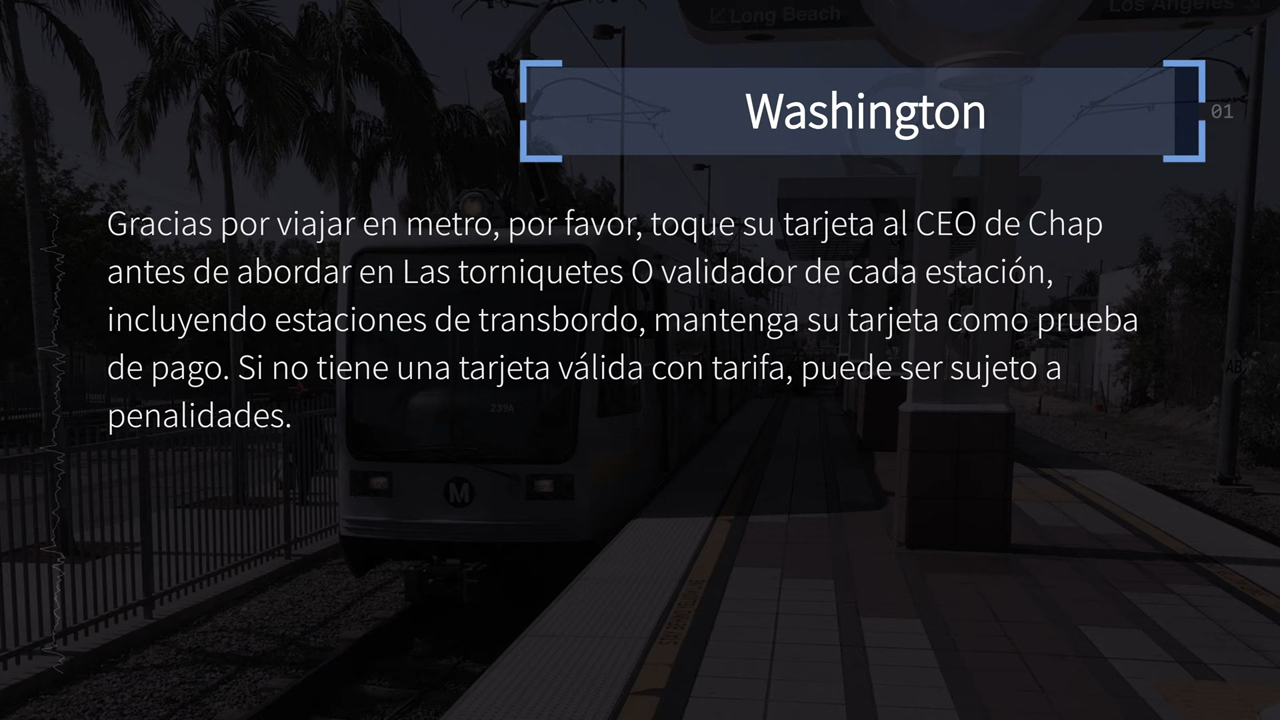 Long Beach
Los Angeles
Washington
01
Gracias por viajar en metro, por favor, toque su tarjeta al CEO de Chap
antes de abordar en Las torniquetes O validador de cada estación,
incluyendo estaciones de transbordo, mantenga su tarjeta como prueba
de pago. Si no tiene una tarjeta válida con tarifa, puede ser sujeto a
penalidades.
239A
M